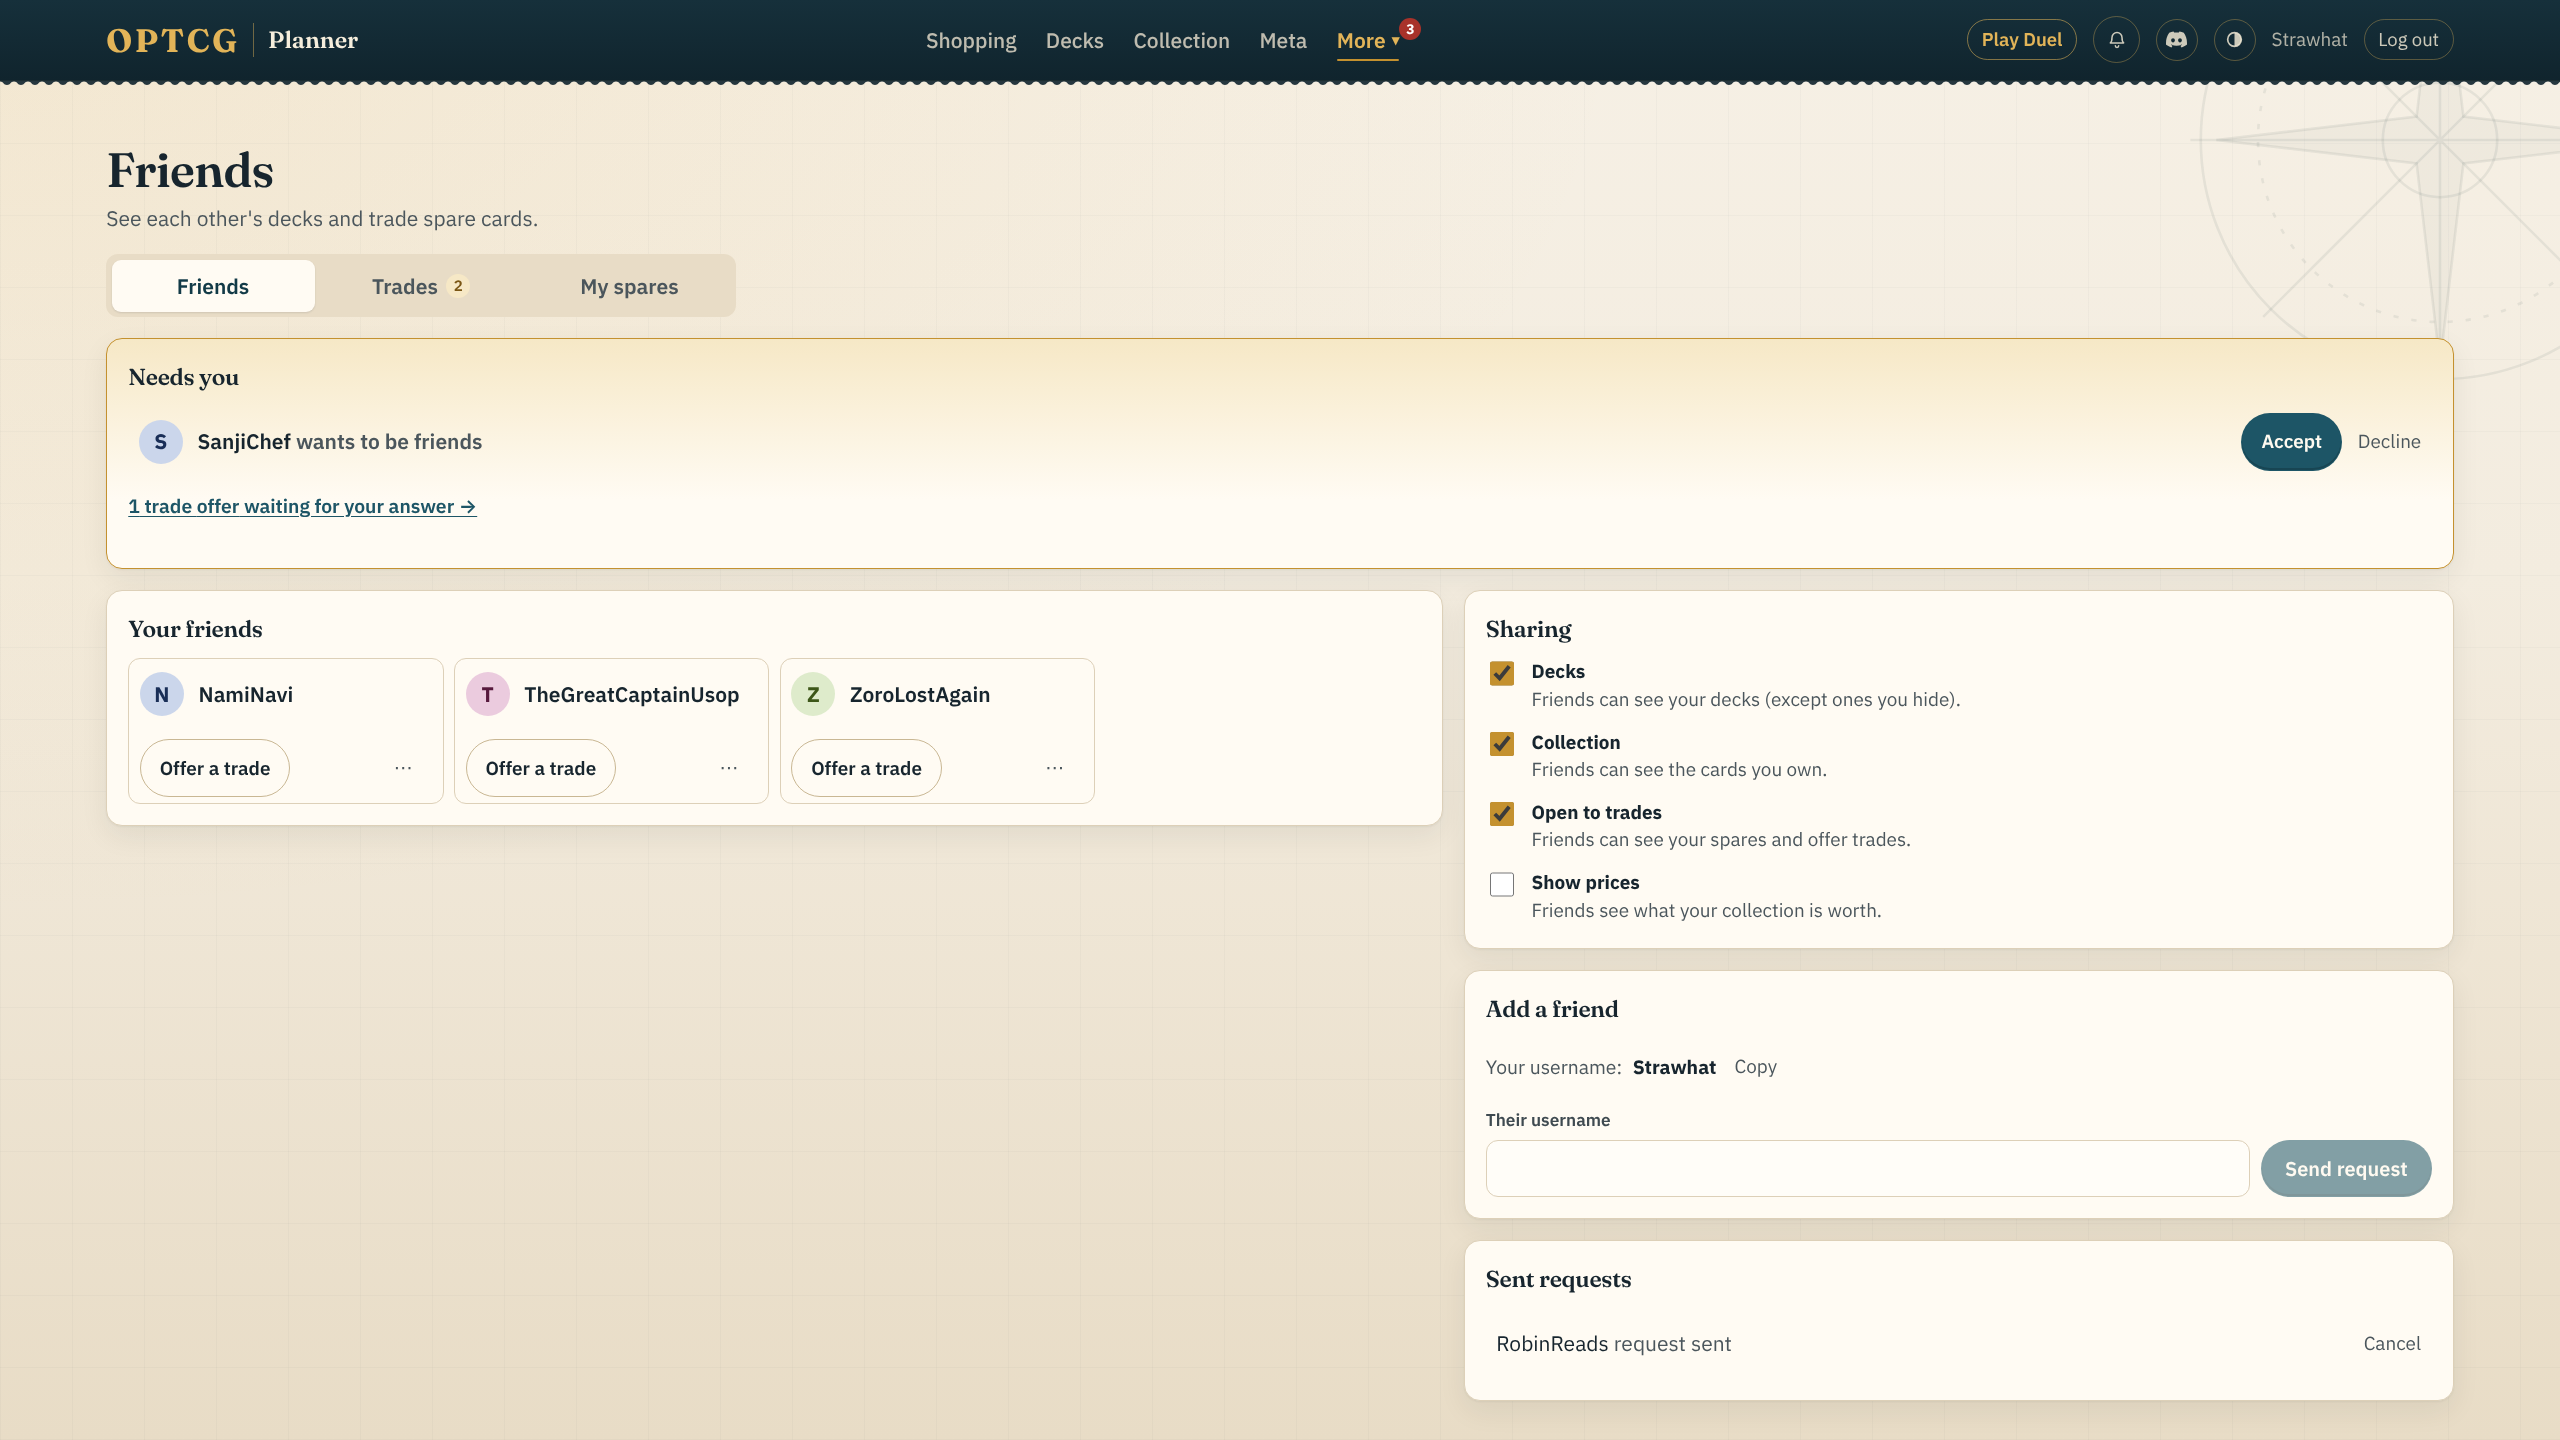 OPTCG Planner
Shopping Decks Collection Meta More ▾ 3
Play Duel Strawhat Log out
Friends
See each other's decks and trade spare cards.
Friends Trades 2 My spares
Needs you
S SanjiChef wants to be friends Accept Decline
1 trade offer waiting for your answer →
Your friends
N NamiNavi
Offer a trade ···
T TheGreatCaptainUsop
Offer a trade ···
Z ZoroLostAgain
Offer a trade ···
Sharing
Decks
Friends can see your decks (except ones you hide).
Collection
Friends can see the cards you own.
Open to trades
Friends can see your spares and offer trades.
Show prices
Friends see what your collection is worth.
Add a friend
Your username: Strawhat Copy
Their username
Send request
Sent requests
RobinReads request sent Cancel